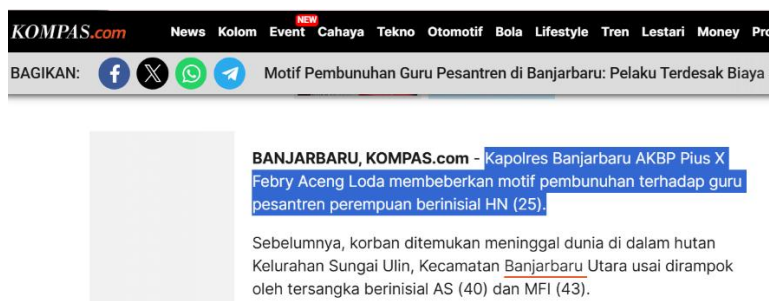 KOMPAS.com News Kolom Event NEW Cahaya Tekno Otomotif Bola Lifestyle Tren Lestari Money Pro
BAGIKAN: Motif Pembunuhan Guru Pesantren di Banjarbaru: Pelaku Terdesak Biaya
BANJARBARU, KOMPAS.com - Kapolres Banjarbaru AKBP Pius X
Febry Aceng Loda membeberkan motif pembunuhan terhadap guru
pesantren perempuan berinisial HN (25).
Sebelumnya, korban ditemukan meninggal dunia di dalam hutan
Kelurahan Sungai Ulin, Kecamatan Banjarbaru Utara usai dirampok
oleh tersangka berinisial AS (40) dan MFI (43).